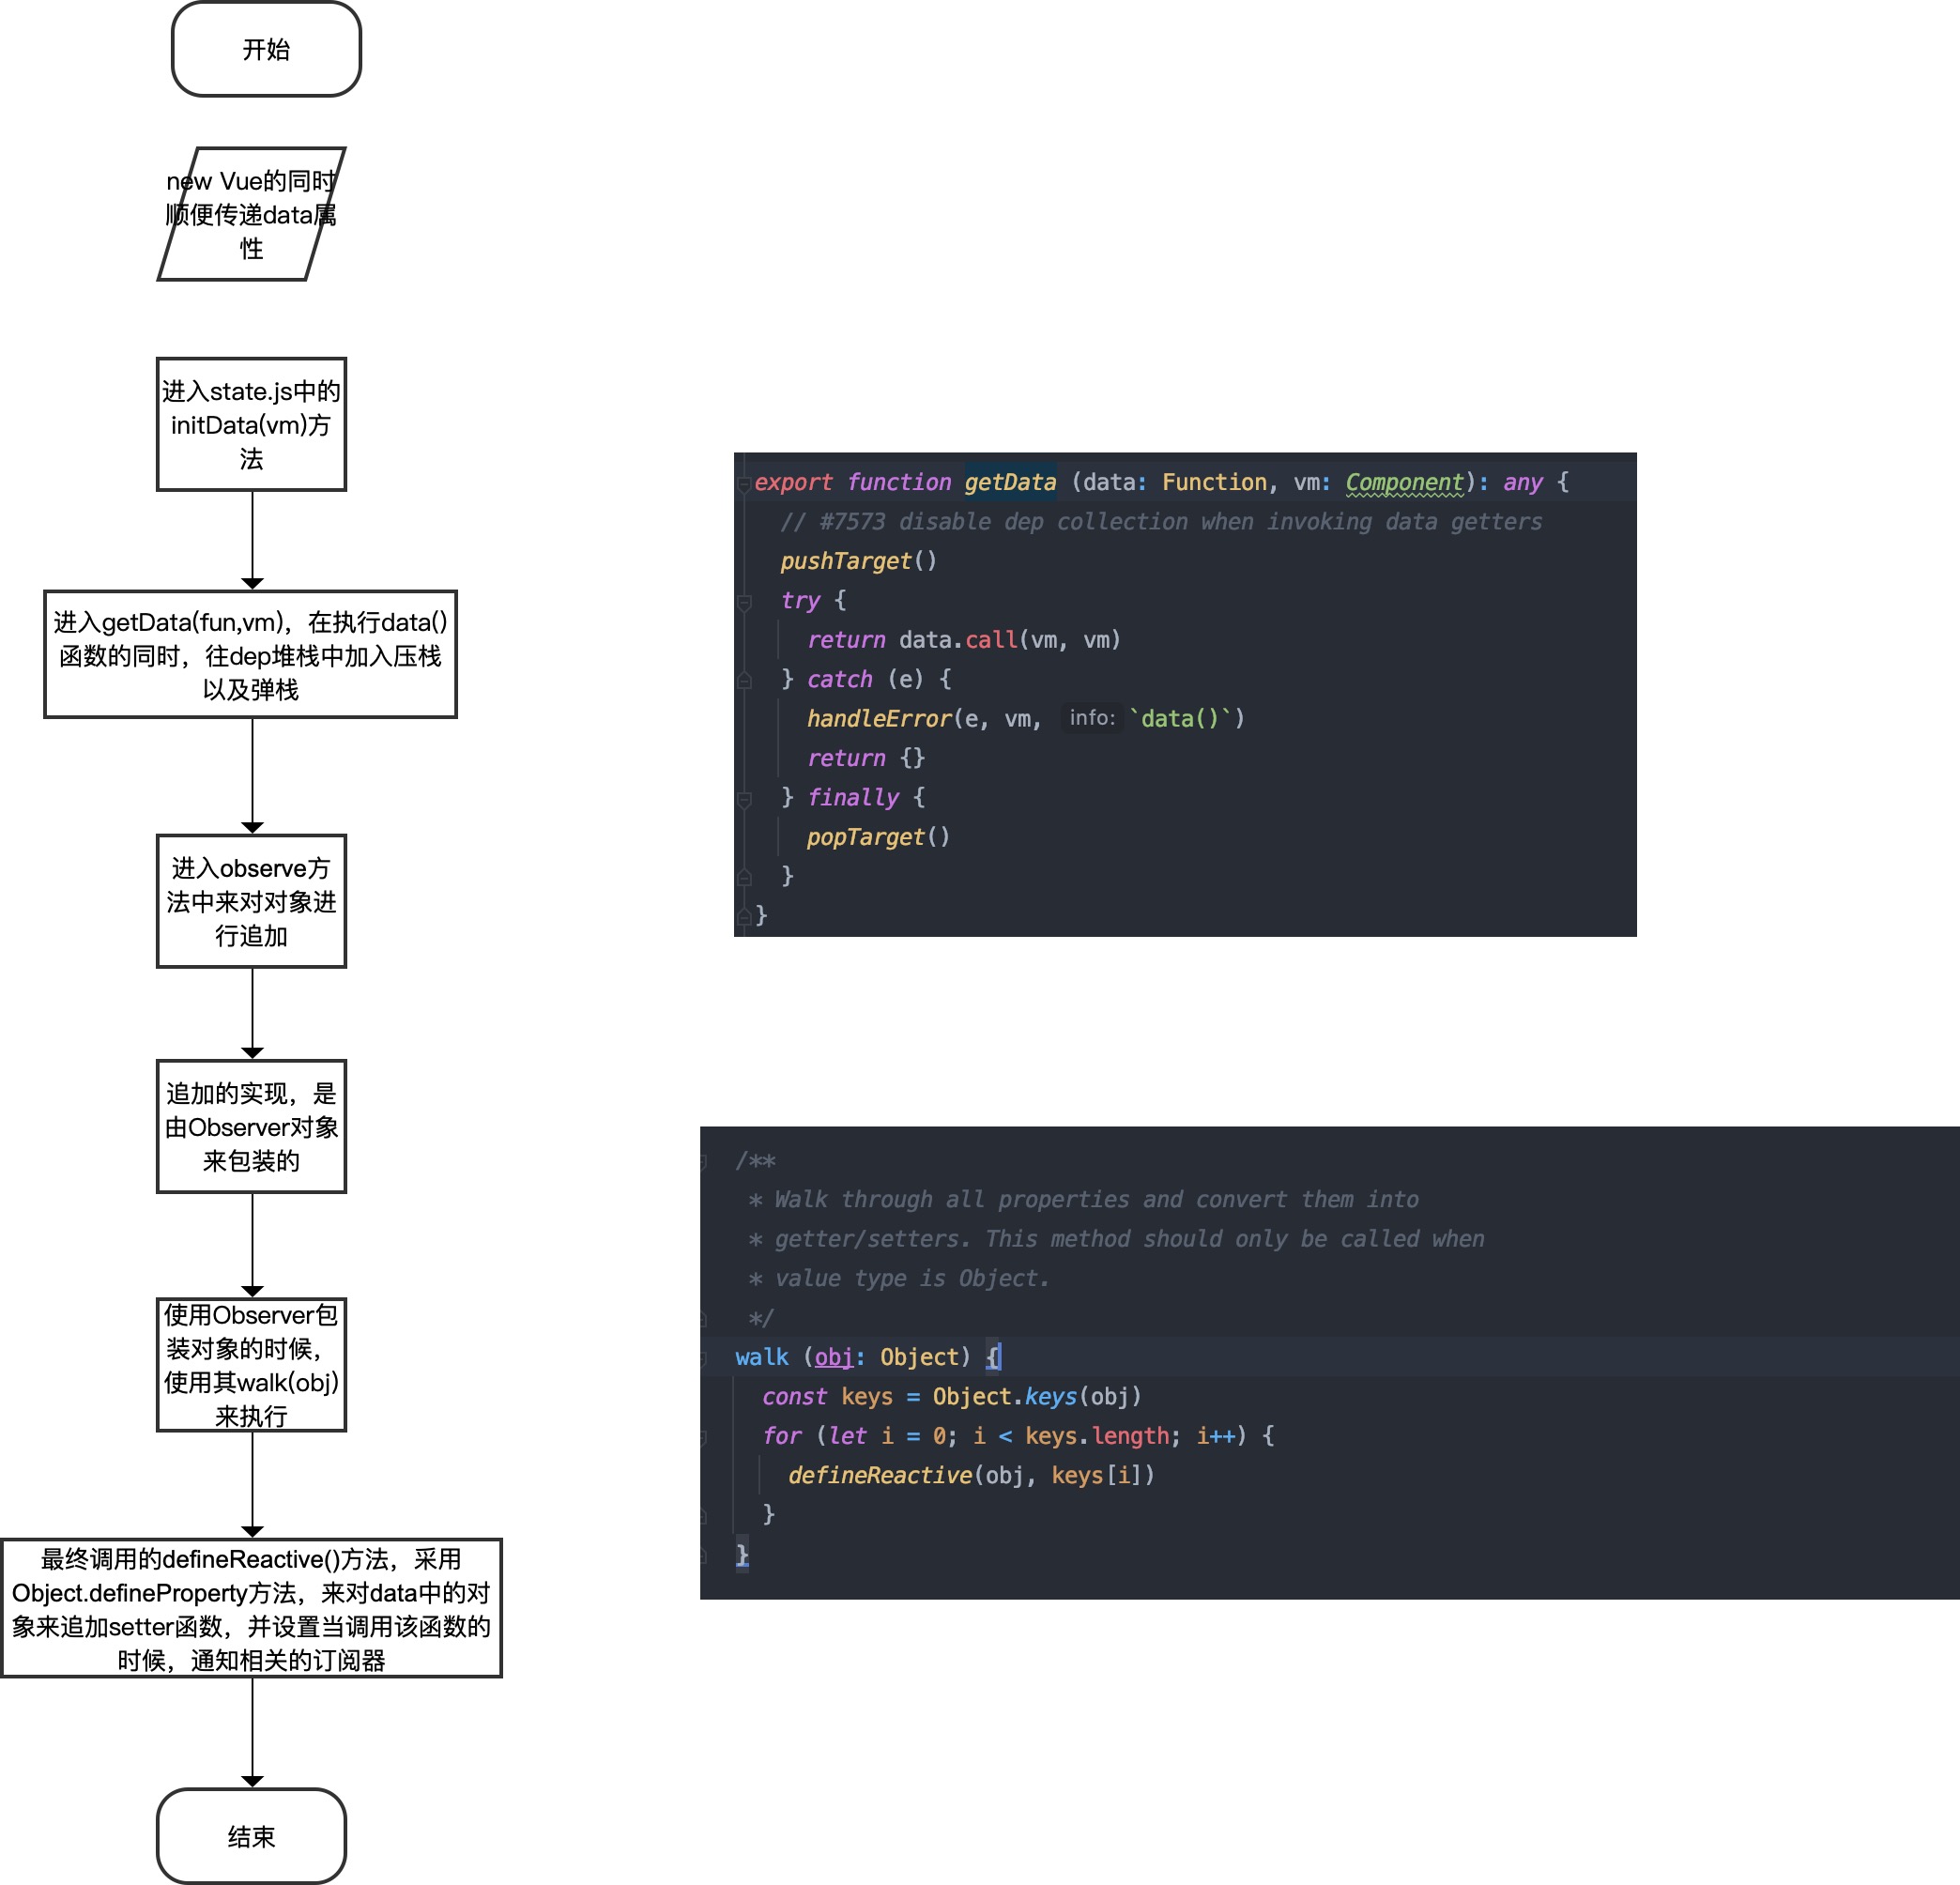 开始
new Vue的同时
顺便传递data属
性
进入state.js中的
initData(vm)方
法
进入getData(fun,vm)，在执行data()
函数的同时，往dep堆栈中加入压栈
以及弹栈
进入observe方
法中来对对象进
行追加
追加的实现，是
由Observer对象
来包装的
使用Observer包
装对象的时候，
使用其walk(obj)
来执行
最终调用的defineReactive()方法，采用
Object.defineProperty方法，来对data中的对
象来追加setter函数，并设置当调用该函数的
时候，通知相关的订阅器
结束
export function getData (data: Function, vm: Component): any {
// #7573 disable dep collection when invoking data getters
pushTarget()
try {
return data.call(vm, vm)
} catch (e) {
handleError(e, vm, info: `data()`)
return {}
} finally {
popTarget()
}
}
/**
* Walk through all properties and convert them into
* getter/setters. This method should only be called when
* value type is Object.
*/
walk (obj: Object) {
const keys = Object.keys(obj)
for (let i = 0; i < keys.length; i++) {
defineReactive(obj, keys[i])
}
}